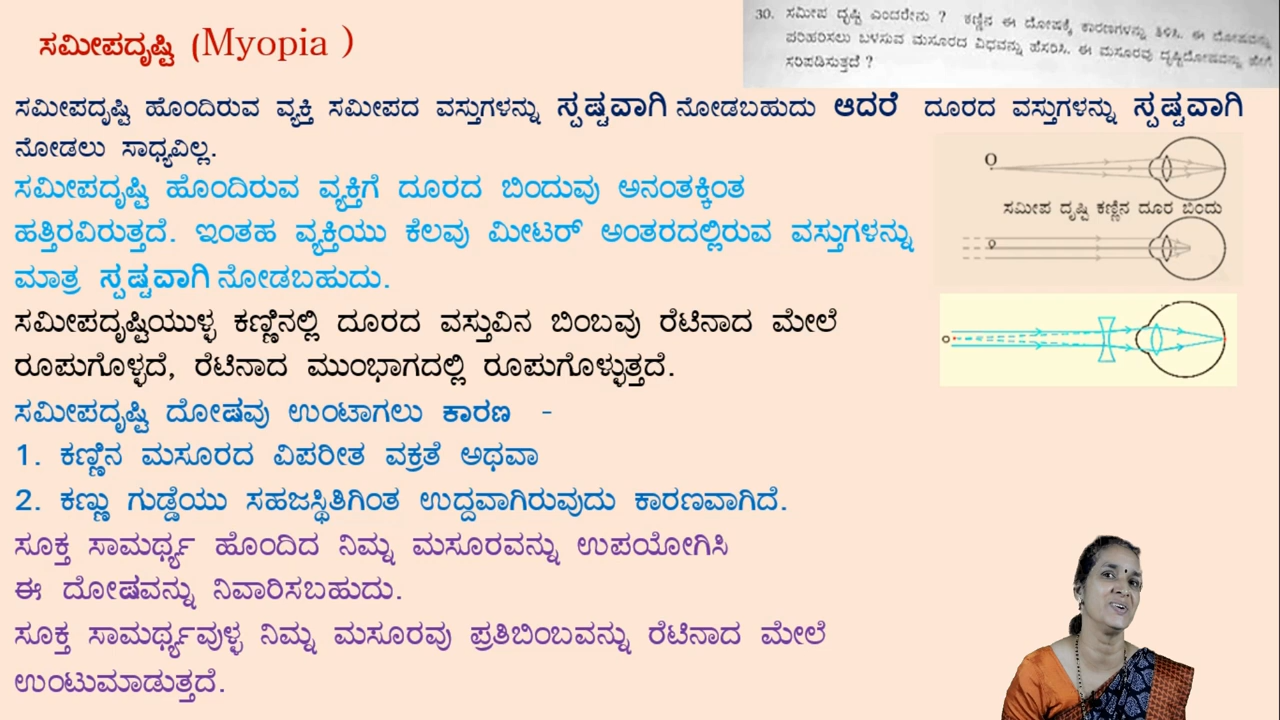 ಸಮೀಪದೃಷ್ಟಿ (Myopia )
30. ಸಮೀಪ ದೃಷ್ಟಿ ಎಂದರೇನು ? ಕಣ್ಣಿನ ಈ ದೋಷಕ್ಕೆ ಕಾರಣಗಳನ್ನು ತಿಳಿಸಿ. ಈ ದೋಷವನ್ನು
ಪರಿಹರಿಸಲು ಬಳಸುವ ಮಸೂರದ ವಿಧವನ್ನು ಹೆಸರಿಸಿ. ಈ ಮಸೂರವು ದೃಷ್ಟಿದೋಷವನ್ನು ಹೇಗೆ
ಸರಿಪಡಿಸುತ್ತದೆ ?
ಸಮೀಪದೃಷ್ಟಿ ಹೊಂದಿರುವ ವ್ಯಕ್ತಿ ಸಮೀಪದ ವಸ್ತುಗಳನ್ನು ಸ್ಪಷ್ಟವಾಗಿ ನೋಡಬಹುದು ಆದರೆ ದೂರದ ವಸ್ತುಗಳನ್ನು ಸ್ಪಷ್ಟವಾಗಿ
ನೋಡಲು ಸಾಧ್ಯವಿಲ್ಲ.
ಸಮೀಪದೃಷ್ಟಿ ಹೊಂದಿರುವ ವ್ಯಕ್ತಿಗೆ ದೂರದ ಬಿಂದುವು ಅನಂತಕ್ಕಿಂತ
ಹತ್ತಿರವಿರುತ್ತದೆ. ಇಂತಹ ವ್ಯಕ್ತಿಯು ಕೆಲವು ಮೀಟರ್ ಅಂತರದಲ್ಲಿರುವ ವಸ್ತುಗಳನ್ನು
ಮಾತ್ರ ಸ್ಪಷ್ಟವಾಗಿ ನೋಡಬಹುದು.
ಸಮೀಪದೃಷ್ಟಿಯುಳ್ಳ ಕಣ್ಣಿನಲ್ಲಿ ದೂರದ ವಸ್ತುವಿನ ಬಿಂಬವು ರೆಟಿನಾದ ಮೇಲೆ
ರೂಪುಗೊಳ್ಳದೆ, ರೆಟಿನಾದ ಮುಂಭಾಗದಲ್ಲಿ ರೂಪುಗೊಳ್ಳುತ್ತದೆ.
ಸಮೀಪದೃಷ್ಟಿ ದೋಷವು ಉಂಟಾಗಲು ಕಾರಣ -
1. ಕಣ್ಣಿನ ಮಸೂರದ ವಿಪರೀತ ವಕ್ರತೆ ಅಥವಾ
2. ಕಣ್ಣು ಗುಡ್ಡೆಯು ಸಹಜಸ್ಥಿತಿಗಿಂತ ಉದ್ದವಾಗಿರುವುದು ಕಾರಣವಾಗಿದೆ.
ಸೂಕ್ತ ಸಾಮರ್ಥ್ಯ ಹೊಂದಿದ ನಿಮ್ನ ಮಸೂರವನ್ನು ಉಪಯೋಗಿಸಿ
ಈ ದೋಷವನ್ನು ನಿವಾರಿಸಬಹುದು.
ಸೂಕ್ತ ಸಾಮರ್ಥ್ಯವುಳ್ಳ ನಿಮ್ನ ಮಸೂರವು ಪ್ರತಿಬಿಂಬವನ್ನು ರೆಟಿನಾದ ಮೇಲೆ
ಉಂಟುಮಾಡುತ್ತದೆ.
O
ಸಮೀಪ ದೃಷ್ಟಿ ಕಣ್ಣಿನ ದೂರ ಬಿಂದು
O
O